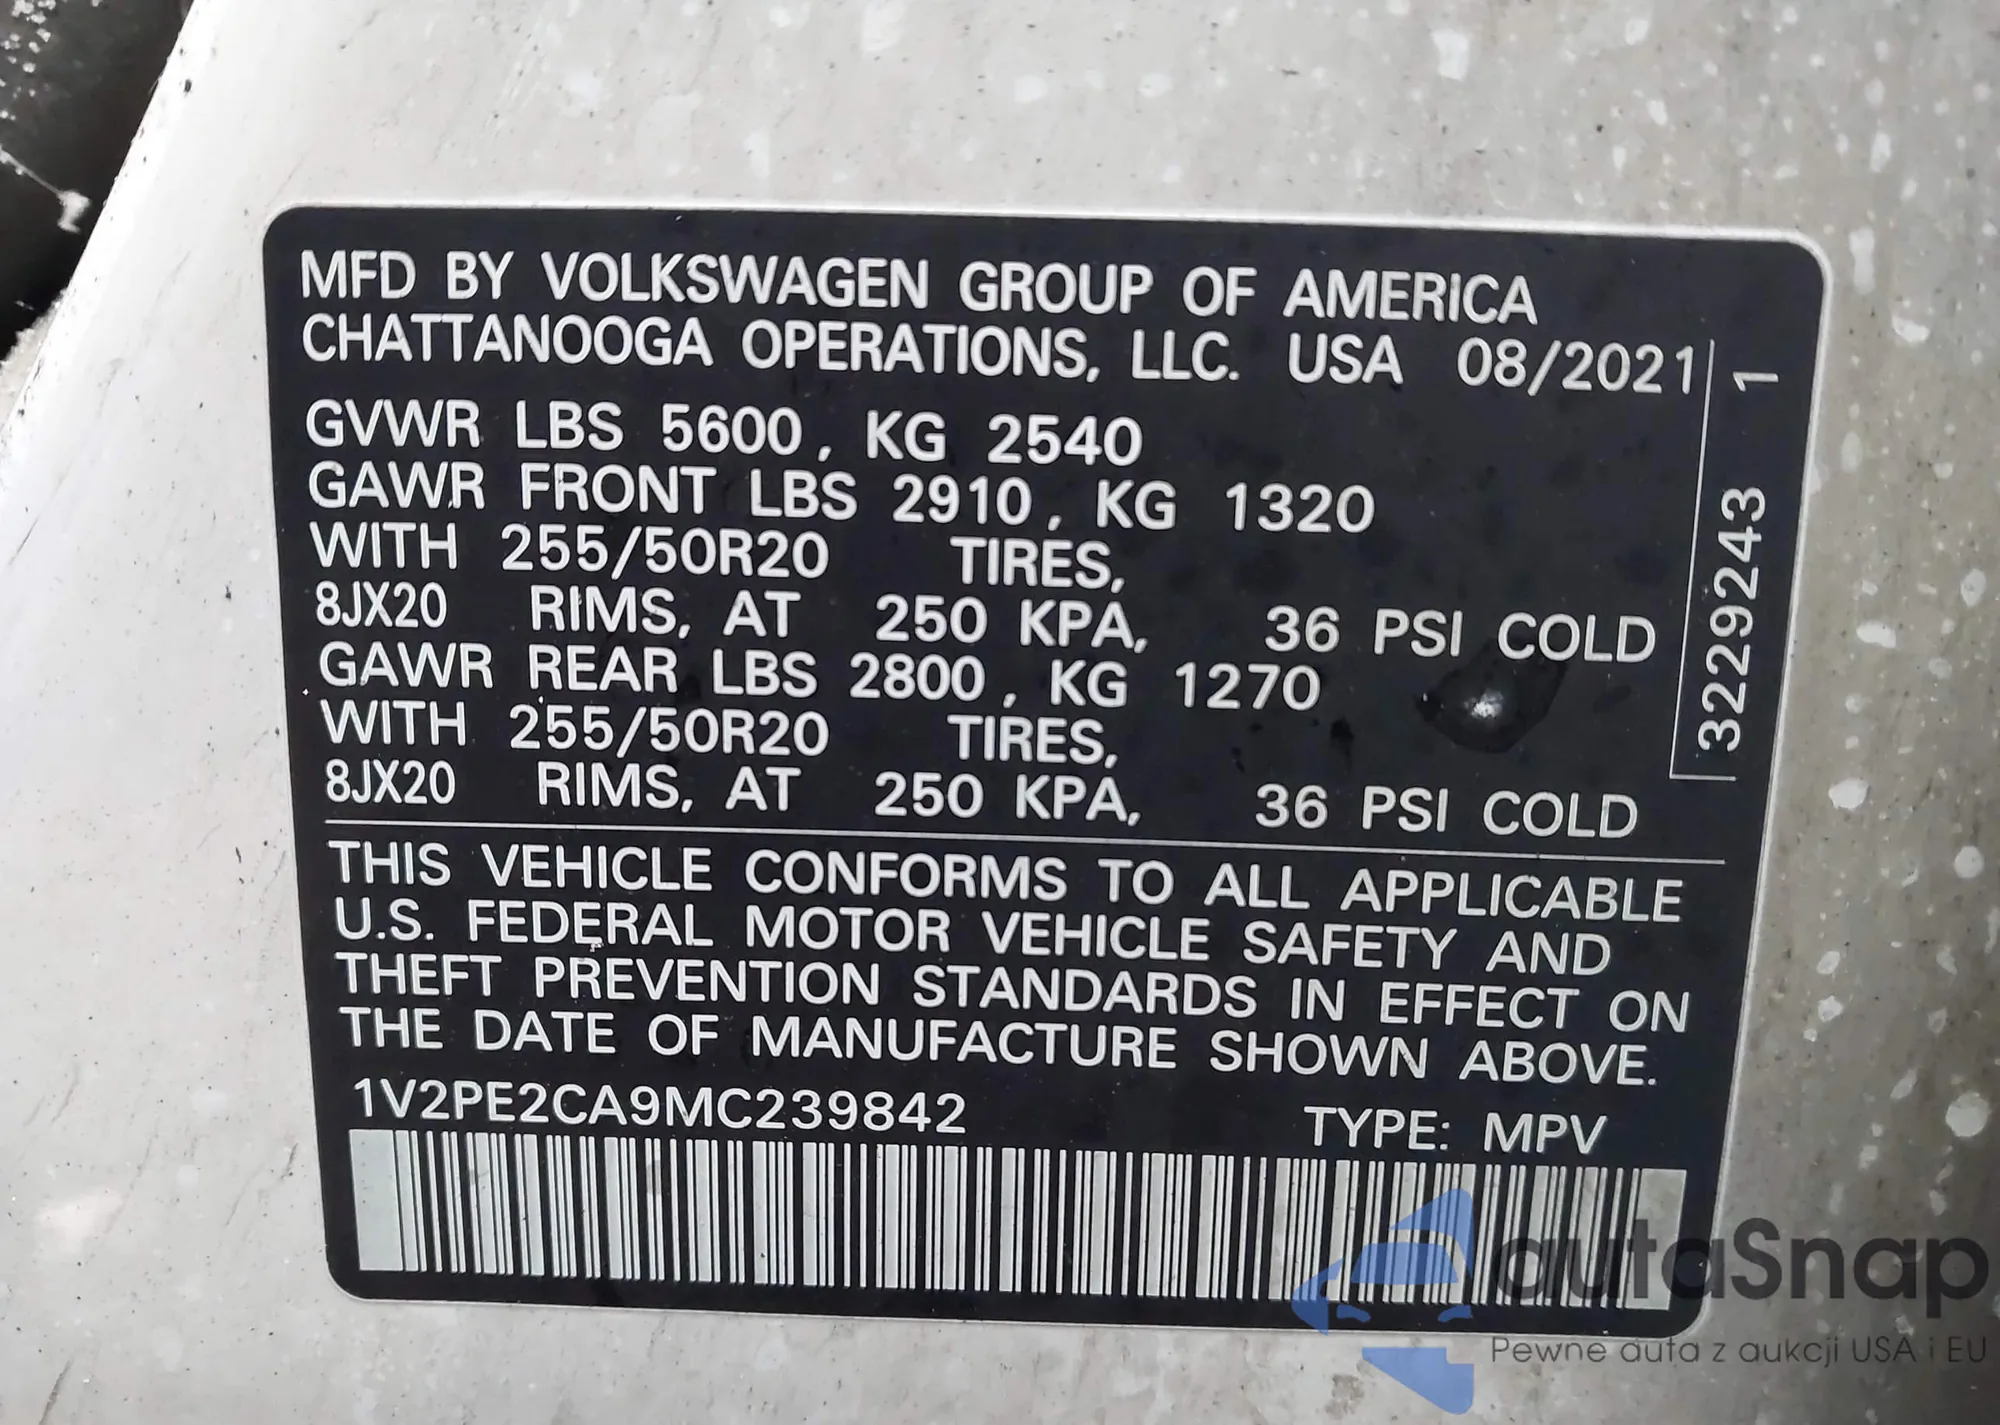 MFD BY VOLKSWAGEN GROUP OF AMERICA
CHATTANOOGA OPERATIONS, LLC. USA 08/2021
GVWR LBS 5600, KG 2540
GAWR FRONT LBS 2910, KG 1320
WITH 255/50R20 TIRES,
8JX20 RIMS, AT 250 KPA, 36 PSI COLD
GAWR REAR LBS 2800, KG 1270
WITH 255/50R20 TIRES,
8JX20 RIMS, AT 250 KPA, 36 PSI COLD
3229243 1
THIS VEHICLE CONFORMS TO ALL APPLICABLE
U.S. FEDERAL MOTOR VEHICLE SAFETY AND
THEFT PREVENTION STANDARDS IN EFFECT ON
THE DATE OF MANUFACTURE SHOWN ABOVE.
1V2PE2CA9MC239842 TYPE: MPV
autaSnap
Pewne auta z aukcji USA i EU